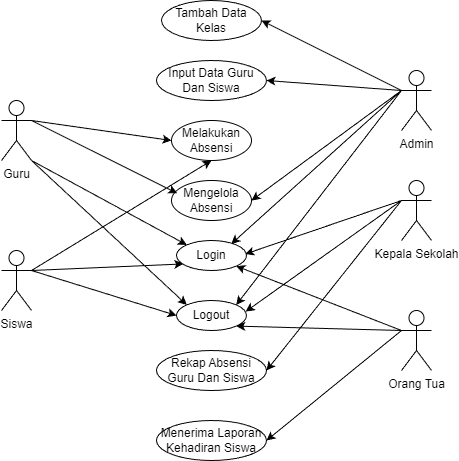 Tambah Data
Kelas
Input Data Guru
Dan Siswa
Melakukan
Absensi
Admin
Guru
Mengelola
Absensi
Login
Kepala Sekolah
Siswa
Logout
Rekap Absensi
Guru Dan Siswa
Orang Tua
Menerima Laporan
Kehadiran Siswa